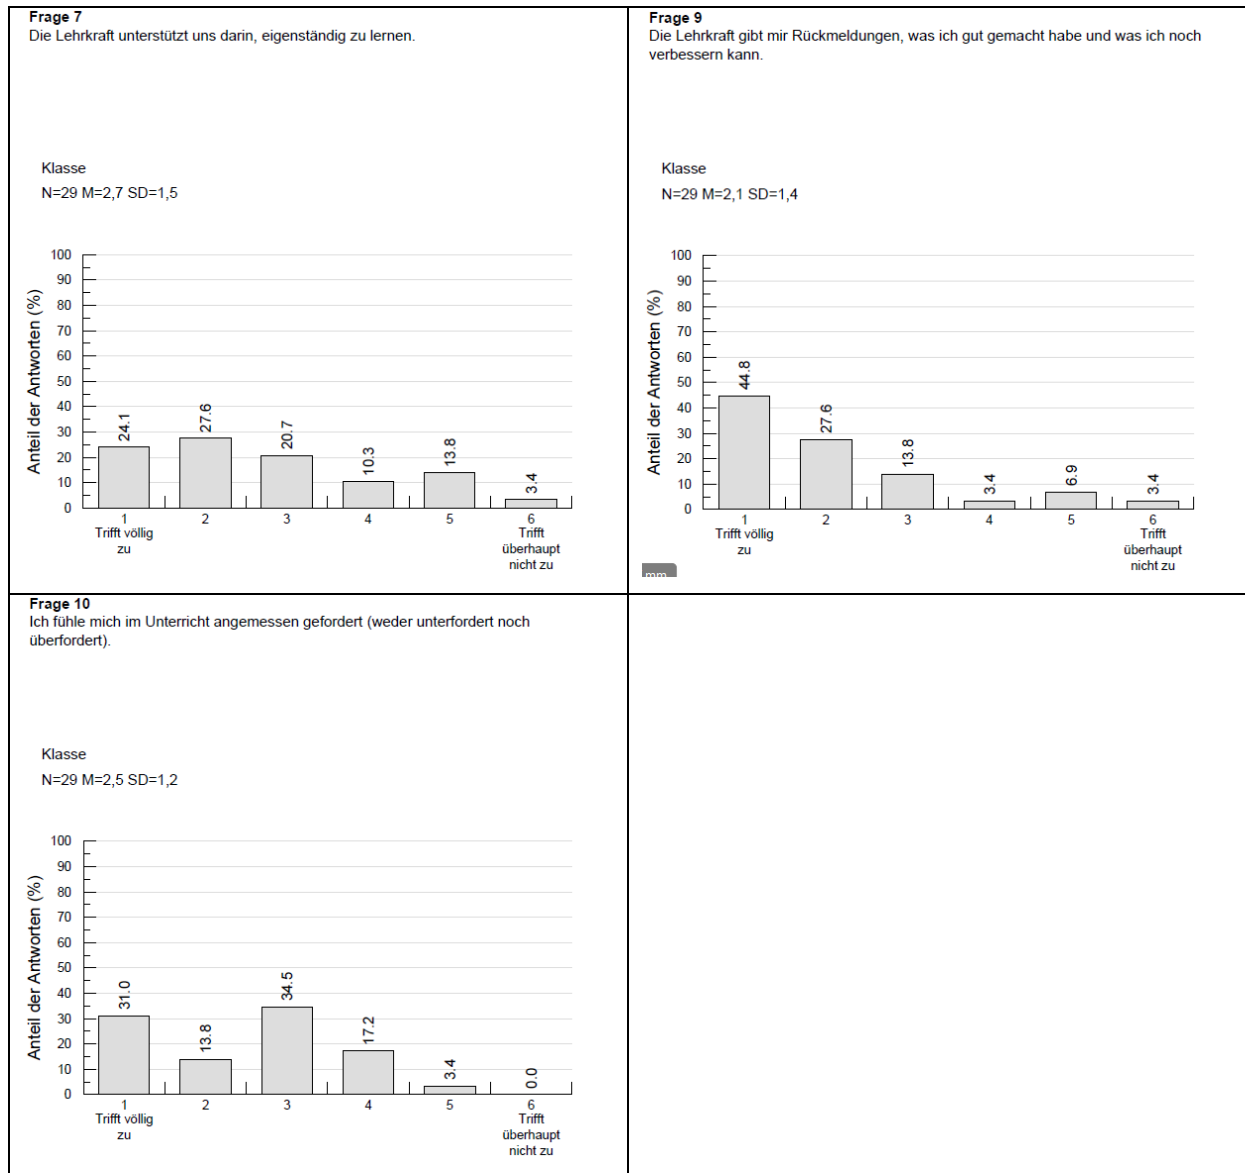 Frage 7
Die Lehrkraft unterstützt uns darin, eigenständig zu lernen.
Klasse
N=29 M=2,7 SD=1,5
Anteil der Antworten (%)
100
90
80
70
60
50
40
30
20
10
0
24.1
27.6
20.7
10.3
13.8
3.4
1
2
3
4
5
6
Trifft völlig
zu
Trifft
überhaupt
nicht zu
Frage 9
Die Lehrkraft gibt mir Rückmeldungen, was ich gut gemacht habe und was ich noch
verbessern kann.
Klasse
N=29 M=2,1 SD=1,4
Anteil der Antworten (%)
100
90
80
70
60
50
40
30
20
10
0
44.8
27.6
13.8
3.4
6.9
3.4
1
2
3
4
5
6
Trifft völlig
zu
Trifft
überhaupt
nicht zu
Frage 10
Ich fühle mich im Unterricht angemessen gefordert (weder unterfordert noch
überfordert).
Klasse
N=29 M=2,5 SD=1,2
Anteil der Antworten (%)
100
90
80
70
60
50
40
30
20
10
0
31.0
13.8
34.5
17.2
3.4
0.0
1
2
3
4
5
6
Trifft völlig
zu
Trifft
überhaupt
nicht zu